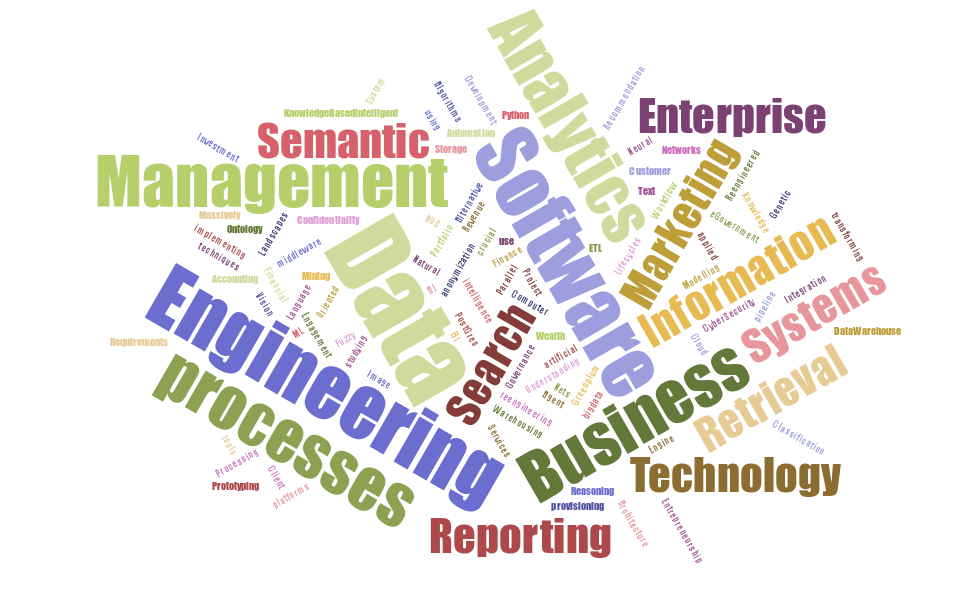 Analytics
System
Algorithms
Development
Recommendation
KnowledgeBasedIntelligent
using
Python
Enterprise
Investment
Semantic
Automation
Software
Neural
Networks
Storage
Marketing
Reengineered
Management
Customer
Text
Workflow
Knowledge
Genetic
Massively
Landscapes
Confidentiality
Alternative
Revenue
eGovernment
Ontology
implementing
techniques
middleware
Data
Portfolio
crucial
use
ETL
Lifecycles
applied
Information
transforming
Natural
anonymization
Finance
Accounting
Financial
Mining
AI
Parallel
Project
Modelling
Integration
Engineering
Vision
Language
Oriented
intelligence
Computer
CyberSecurity
pipeline
Systems
ML
Engagement
PostGres
search
Wealth
DataWarehouse
Requirements
Fuzzy
studying
BI
Governance
artificial
Cloud
processes
Image
Understanding
Greenplum
Business
Retrieval
Nets
Agent
bigdata
reengineering
Warehousing
tools
Processing
Services
Engine
Classification
Client
Prototyping
platforms
Technology
Reasoning
provisioning
Architecture
Entrepreneurship
Reporting